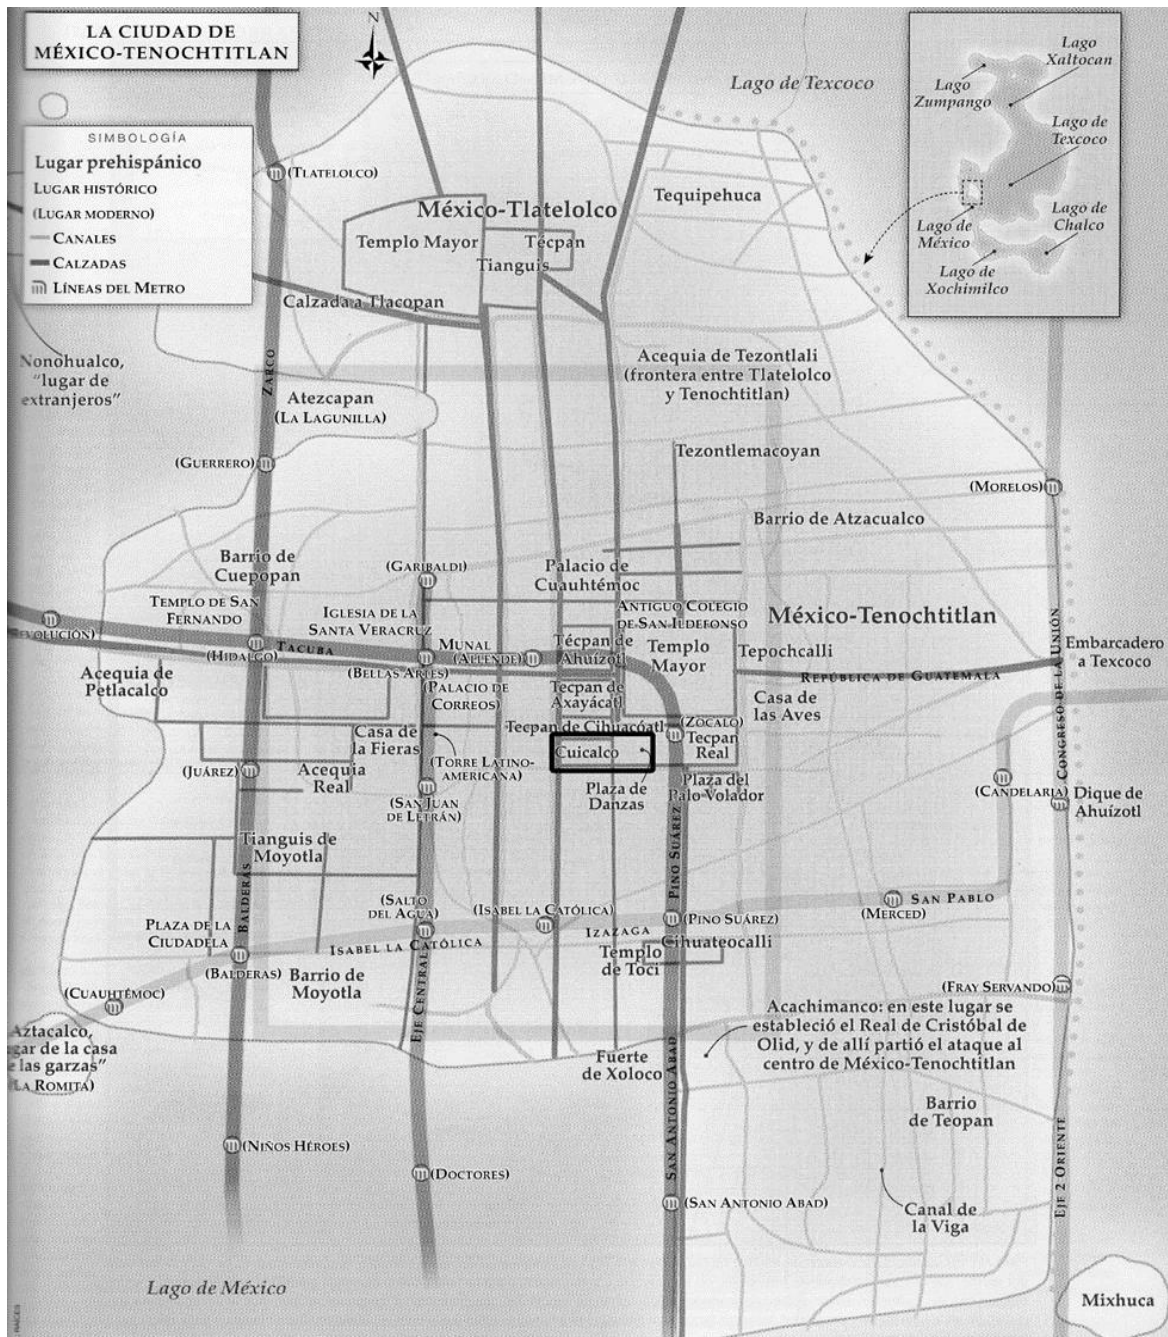 LA CIUDAD DE
MÉXICO-TENOCHTITLAN
N
SIMBOLOGÍA
Lugar prehispánico
LUGAR HISTÓRICO
(LUGAR MODERNO)
CANALES
CALZADAS
LÍNEAS DEL METRO
Lago de Texcoco
Lago
Xaltocan
Lago
Zumpango
Lago de
Texcoco
Lago de
México
Lago de
Chalco
Lago de
Xochimilco
(TLATELOLCO)
México-Tlatelolco
Tequipehuca
Templo Mayor
Técpan
Tianguis
Calzada a Tlacopan
Nonohualco,
"lugar de
extranjeros"
ZARCO
Acequia de Tezontlali
(frontera entre Tlatelolco
y Tenochtitlan)
Atezcapan
(LA LAGUNILLA)
Tezontlemacoyan
(GUERRERO)
(MORELOS)
Barrio de Atzacualco
Barrio de
Cuepopan
(GARIBALDI)
Palacio de
Cuauhtémoc
TEMPLO DE SAN
FERNANDO
IGLESIA DE LA
SANTA VERACRUZ
ANTIGUO COLEGIO
DE SAN ILDEFONSO
México-Tenochtitlan
EVOLUCIÓN)
(HIDALGO)
TACUBA
MUNAL
(ALLENDE)
Técpan de
Ahuízotl
Templo
Mayor
Tepochcalli
Embarcadero
a Texcoco
REPÚBLICA DE GUATEMALA
CONGRESO DE LA UNIÓN
Acequia de
Petlacalco
(BELLAS ARTES)
(PALACIO DE
CORREOS)
Tecpan de
Axayácatl
Casa de
las Aves
Tecpan de Cihuacóatl
(ZÓCALO)
Tecpan
Real
Casa de
la Fieras
(TORRE LATINO-
AMERICANA)
Cuicalco
(JUÁREZ)
Acequia
Real
Plaza de
Danzas
Plaza del
Palo Volador
(CANDELARIA)
Dique de
Ahuízotl
(SAN JUAN
DE LETRÁN)
Tianguis de
Moyotla
PINO SUÁREZ
BALDERAS
(SALTO
DEL AGUA)
(ISABEL LA CATÓLICA)
(PINO SUÁREZ)
(MERCED)
SAN PABLO
PLAZA DE LA
CIUDADELA
ISABEL LA CATÓLICA
IZAZAGA
Cihuateocalli
Templo
de Toci
(BALDERAS)
Barrio de
Moyotla
(CUAUHTÉMOC)
EJE CENTRAL
(FRAY SERVANDO)
Aztacalco,
gar de la casa
e las garzas"
LA ROMITA)
Acachimanco: en este lugar se
estableció el Real de Cristóbal de
Olid, y de allí partió el ataque al
centro de México-Tenochtitlan
Fuerte
de Xoloco
SAN ANTONIO ABAD
Barrio
de Teopan
EJE 2 ORIENTE
(NIÑOS HÉROES)
(DOCTORES)
(SAN ANTONIO ABAD)
Canal de
la Viga
Lago de México
Mixhuca
RAÍCES